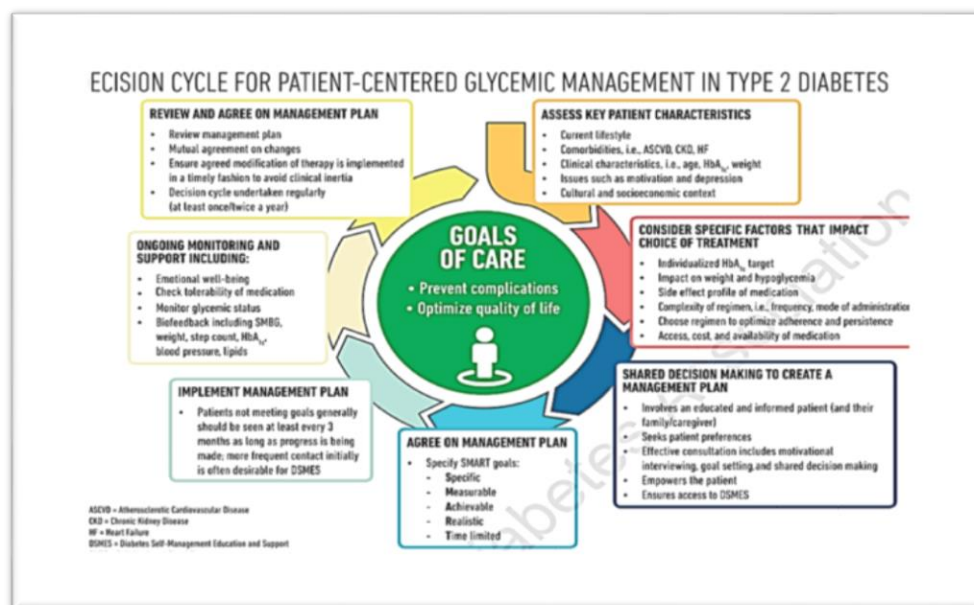 ECISION CYCLE FOR PATIENT-CENTERED GLYCEMIC MANAGEMENT IN TYPE 2 DIABETES
REVIEW AND AGREE ON MANAGEMENT PLAN
• Review management plan
• Mutual agreement on changes
• Ensure agreed modification of therapy is implemented
in a timely fashion to avoid clinical inertia
• Decision cycle undertaken regularly
(at least once/twice a year)
ASSESS KEY PATIENT CHARACTERISTICS
• Current lifestyle
• Comorbidities, i.e., ASCVD, CKD, HF
• Clinical characteristics, i.e., age, HbA1c, weight
• Issues such as motivation and depression
• Cultural and socioeconomic context
GOALS
OF CARE
• Prevent complications
• Optimize quality of life
CONSIDER SPECIFIC FACTORS THAT IMPACT
CHOICE OF TREATMENT
• Individualized HbA1c target
• Impact on weight and hypoglycemia
• Side effect profile of medication
• Complexity of regimen, i.e., frequency, mode of administration
• Choose regimen to optimize adherence and persistence
• Access, cost, and availability of medication
SHARED DECISION MAKING TO CREATE A
MANAGEMENT PLAN
• Involves an educated and informed patient (and their
family/caregiver)
• Seeks patient preferences
• Effective consultation includes motivational
interviewing, goal setting, and shared decision making
• Empowers the patient
• Ensures access to DSMES
AGREE ON MANAGEMENT PLAN
• Specify SMART goals:
- Specific
- Measurable
- Achievable
- Realistic
- Time limited
IMPLEMENT MANAGEMENT PLAN
• Patients not meeting goals generally
should be seen at least every 3
months as long as progress is being
made; more frequent contact initially
is often desirable for DSMES
ONGOING MONITORING AND
SUPPORT INCLUDING:
• Emotional well-being
• Check tolerability of medication
• Monitor glycemic status
• Biofeedback including SMBG,
weight, step count, HbA1c,
blood pressure, lipids
ASCVD = Atherosclerotic Cardiovascular Disease
CKD = Chronic Kidney Disease
HF = Heart Failure
DSMES = Diabetes Self-Management Education and Support